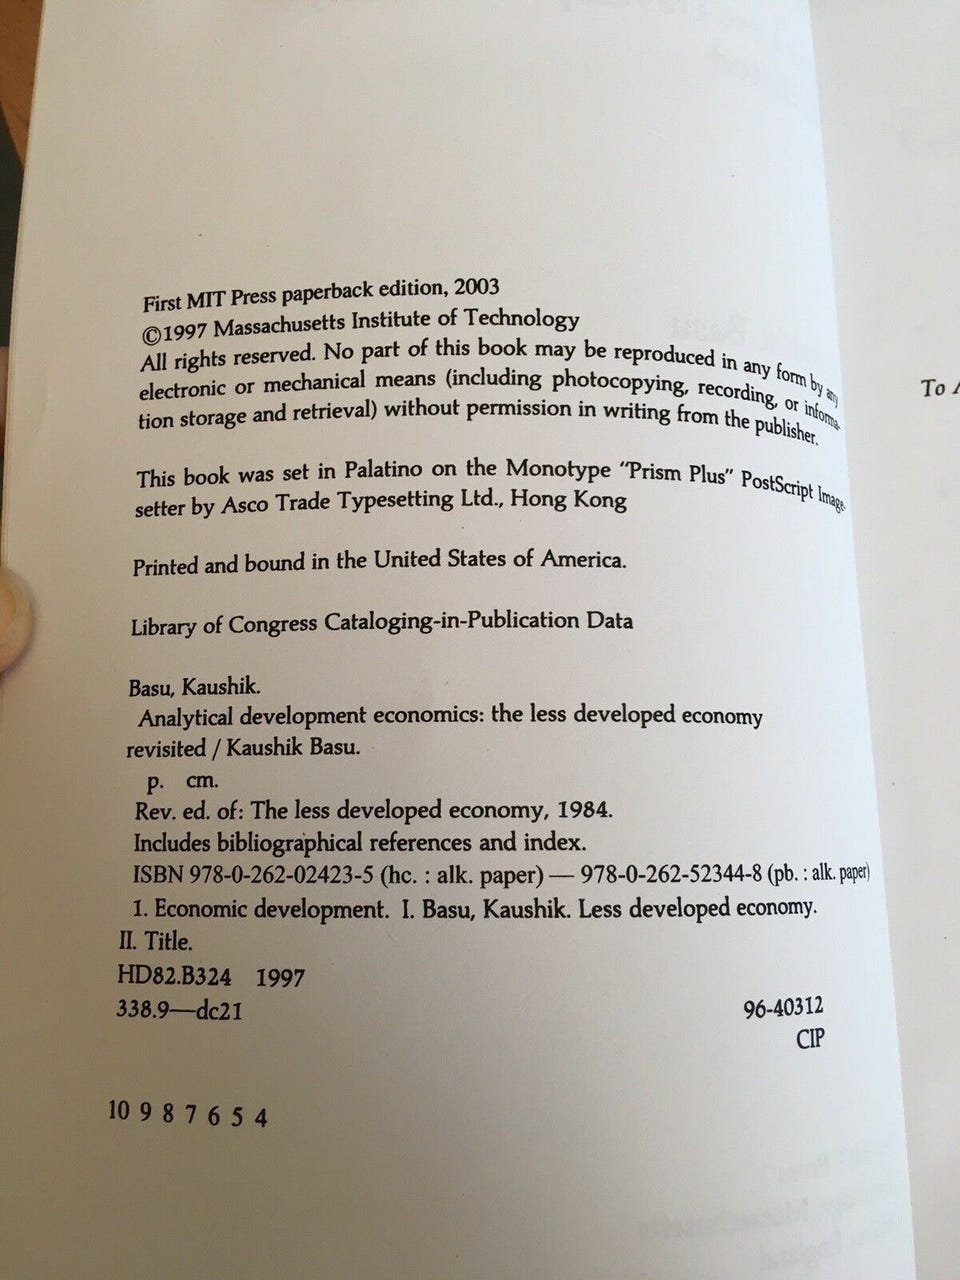 First MIT Press paperback edition, 2003
©1997 Massachusetts Institute of Technology
All rights reserved. No part of this book may be reproduced in any form by any
electronic or mechanical means (including photocopying, recording, or informa-
tion storage and retrieval) without permission in writing from the publisher.
This book was set in Palatino on the Monotype "Prism Plus" PostScript Image-
setter by Asco Trade Typesetting Ltd., Hong Kong
Printed and bound in the United States of America.
Library of Congress Cataloging-in-Publication Data
Basu, Kaushik.
Analytical development economics: the less developed economy
revisited / Kaushik Basu.
p. cm.
Rev. ed. of: The less developed economy, 1984.
Includes bibliographical references and index.
ISBN 978-0-262-02423-5 (hc. : alk. paper) — 978-0-262-52344-8 (pb. : alk. paper)
1. Economic development. I. Basu, Kaushik. Less developed economy.
II. Title.
HD82.B324 1997
338.9—dc21 96-40312
CIP
10 9 8 7 6 5 4
To